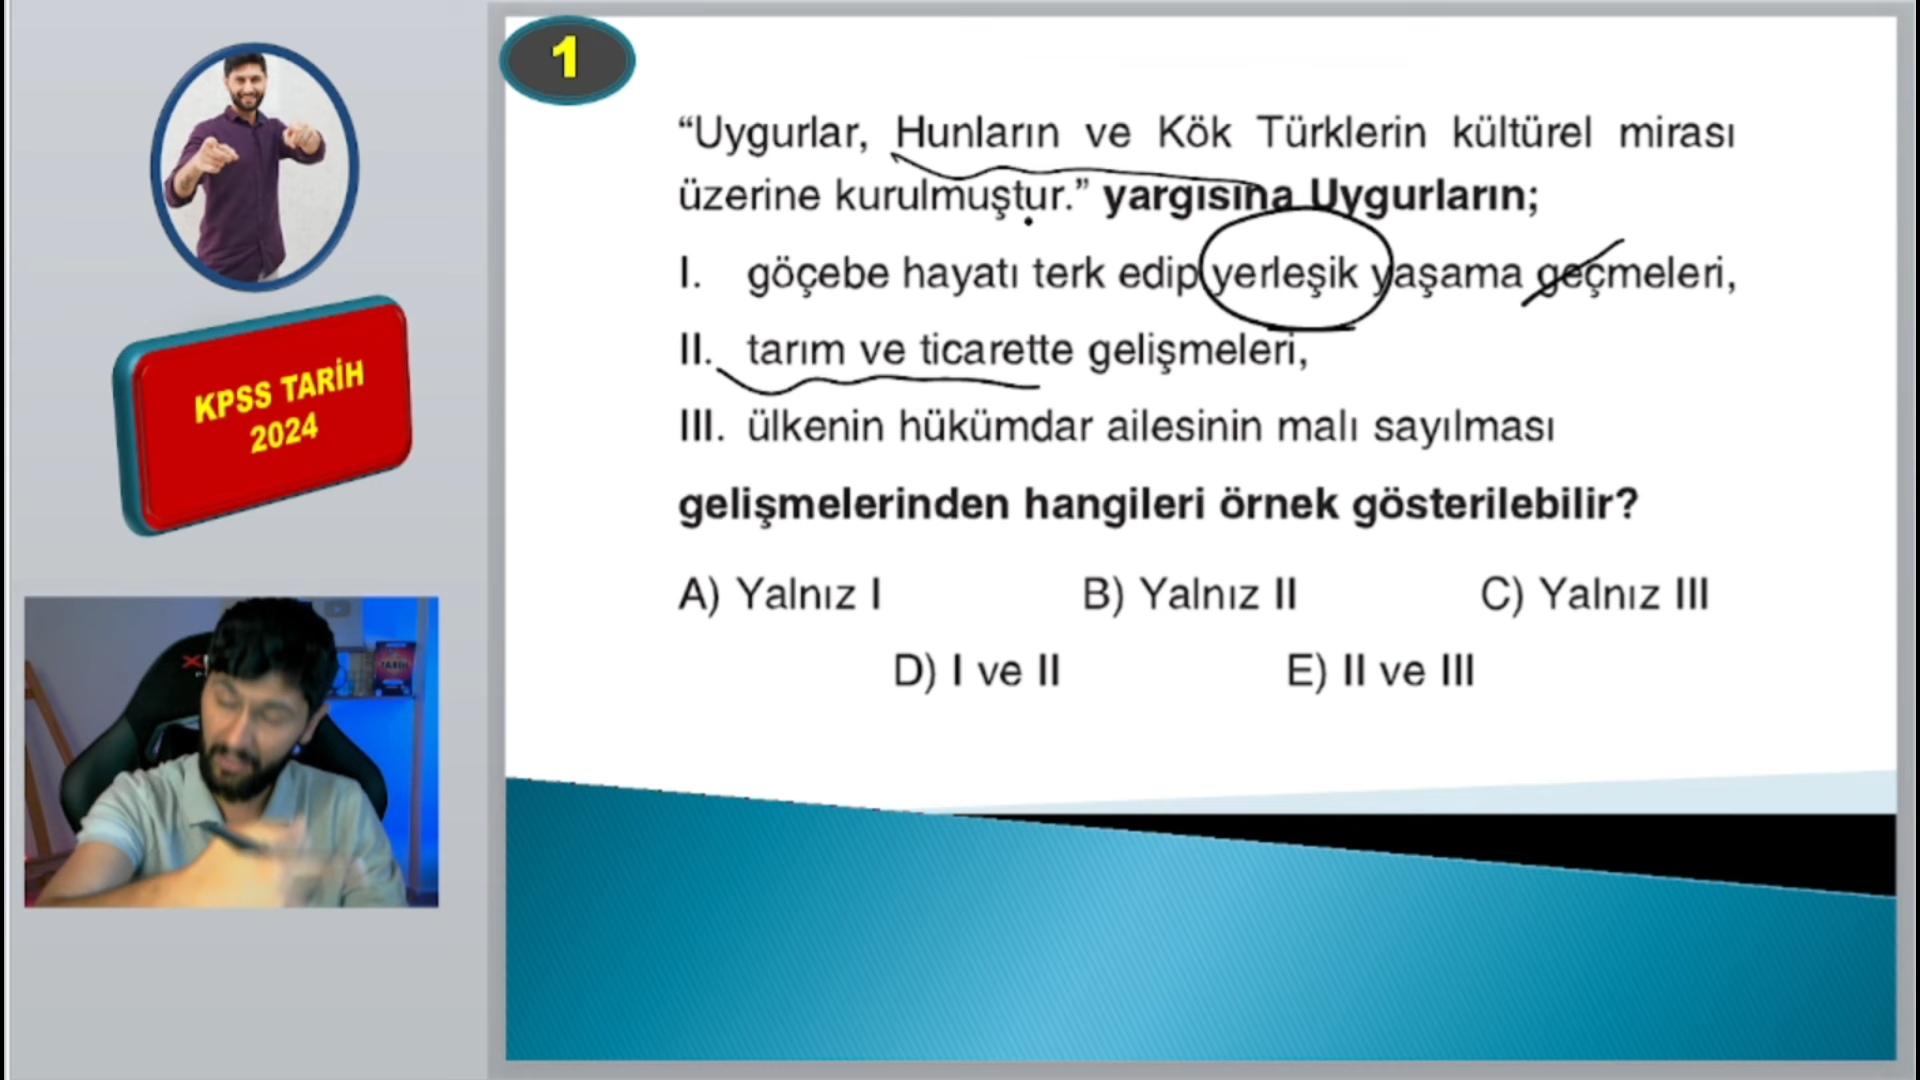 1
“Uygurlar, Hunların ve Kök Türklerin kültürel mirası
üzerine kurulmuştur.” yargısına Uygurların;
I. göçebe hayatı terk edip yerleşik yaşama geçmeleri,
II. tarım ve ticarette gelişmeleri,
III. ülkenin hükümdar ailesinin malı sayılması
gelişmelerinden hangileri örnek gösterilebilir?
A) Yalnız I B) Yalnız II C) Yalnız III
D) I ve II E) II ve III
KPSS TARİH
2024
TARİH